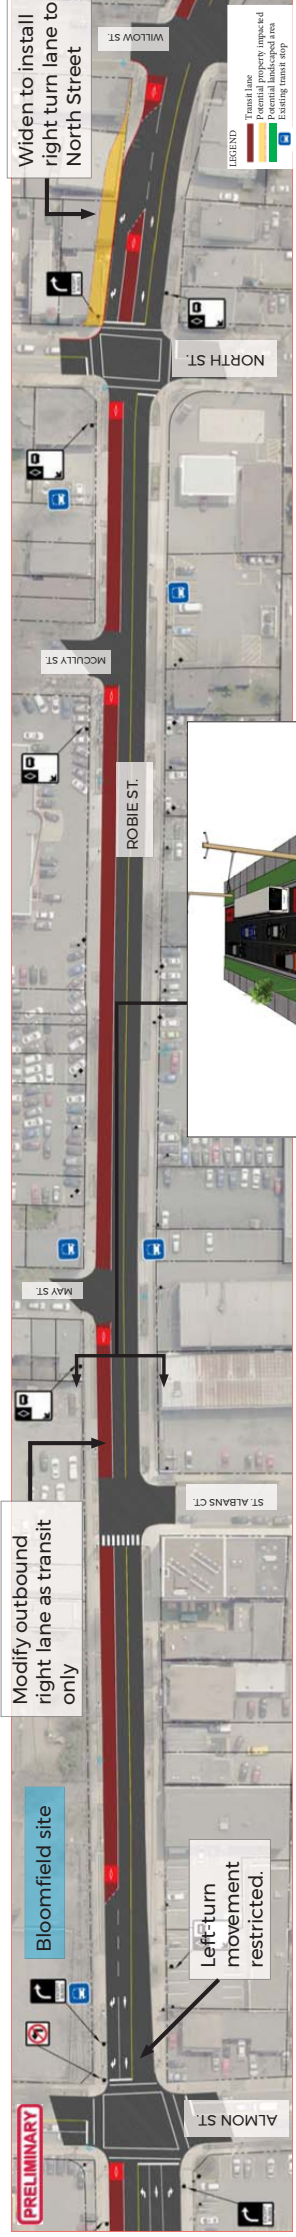 PRELIMINARY
Bloomfield site
Modify outbound
right lane as transit
only
Widen to install
right turn lane to
North Street
Left-turn
movement
restricted.
ALMON ST.
ST. ALBANS CT.
MAY ST.
ROBIE ST.
MCCULLY ST.
NORTH ST.
WILLOW ST.
LEGEND
Transit lane
Potential property impacted
Potential landscaped area
Existing transit stop